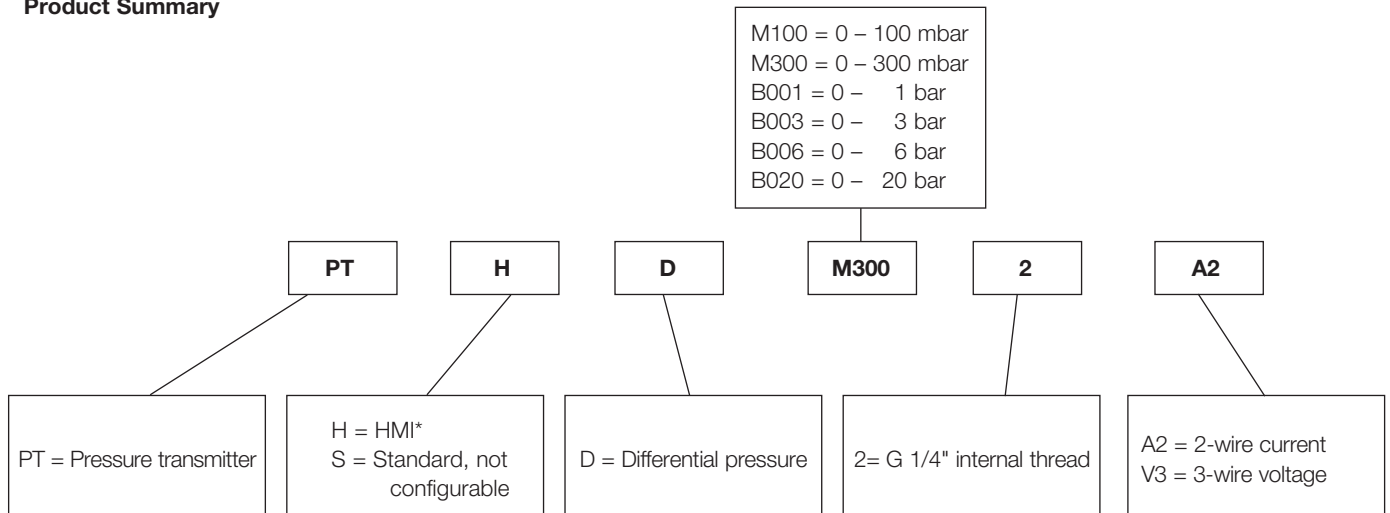 Product Summary
M100 = 0 – 100 mbar
M300 = 0 – 300 mbar
B001 = 0 – 1 bar
B003 = 0 – 3 bar
B006 = 0 – 6 bar
B020 = 0 – 20 bar
PT H D M300 2 A2
PT = Pressure transmitter
H = HMI*
S = Standard, not
configurable
D = Differential pressure
2= G 1/4" internal thread
A2 = 2-wire current
V3 = 3-wire voltage